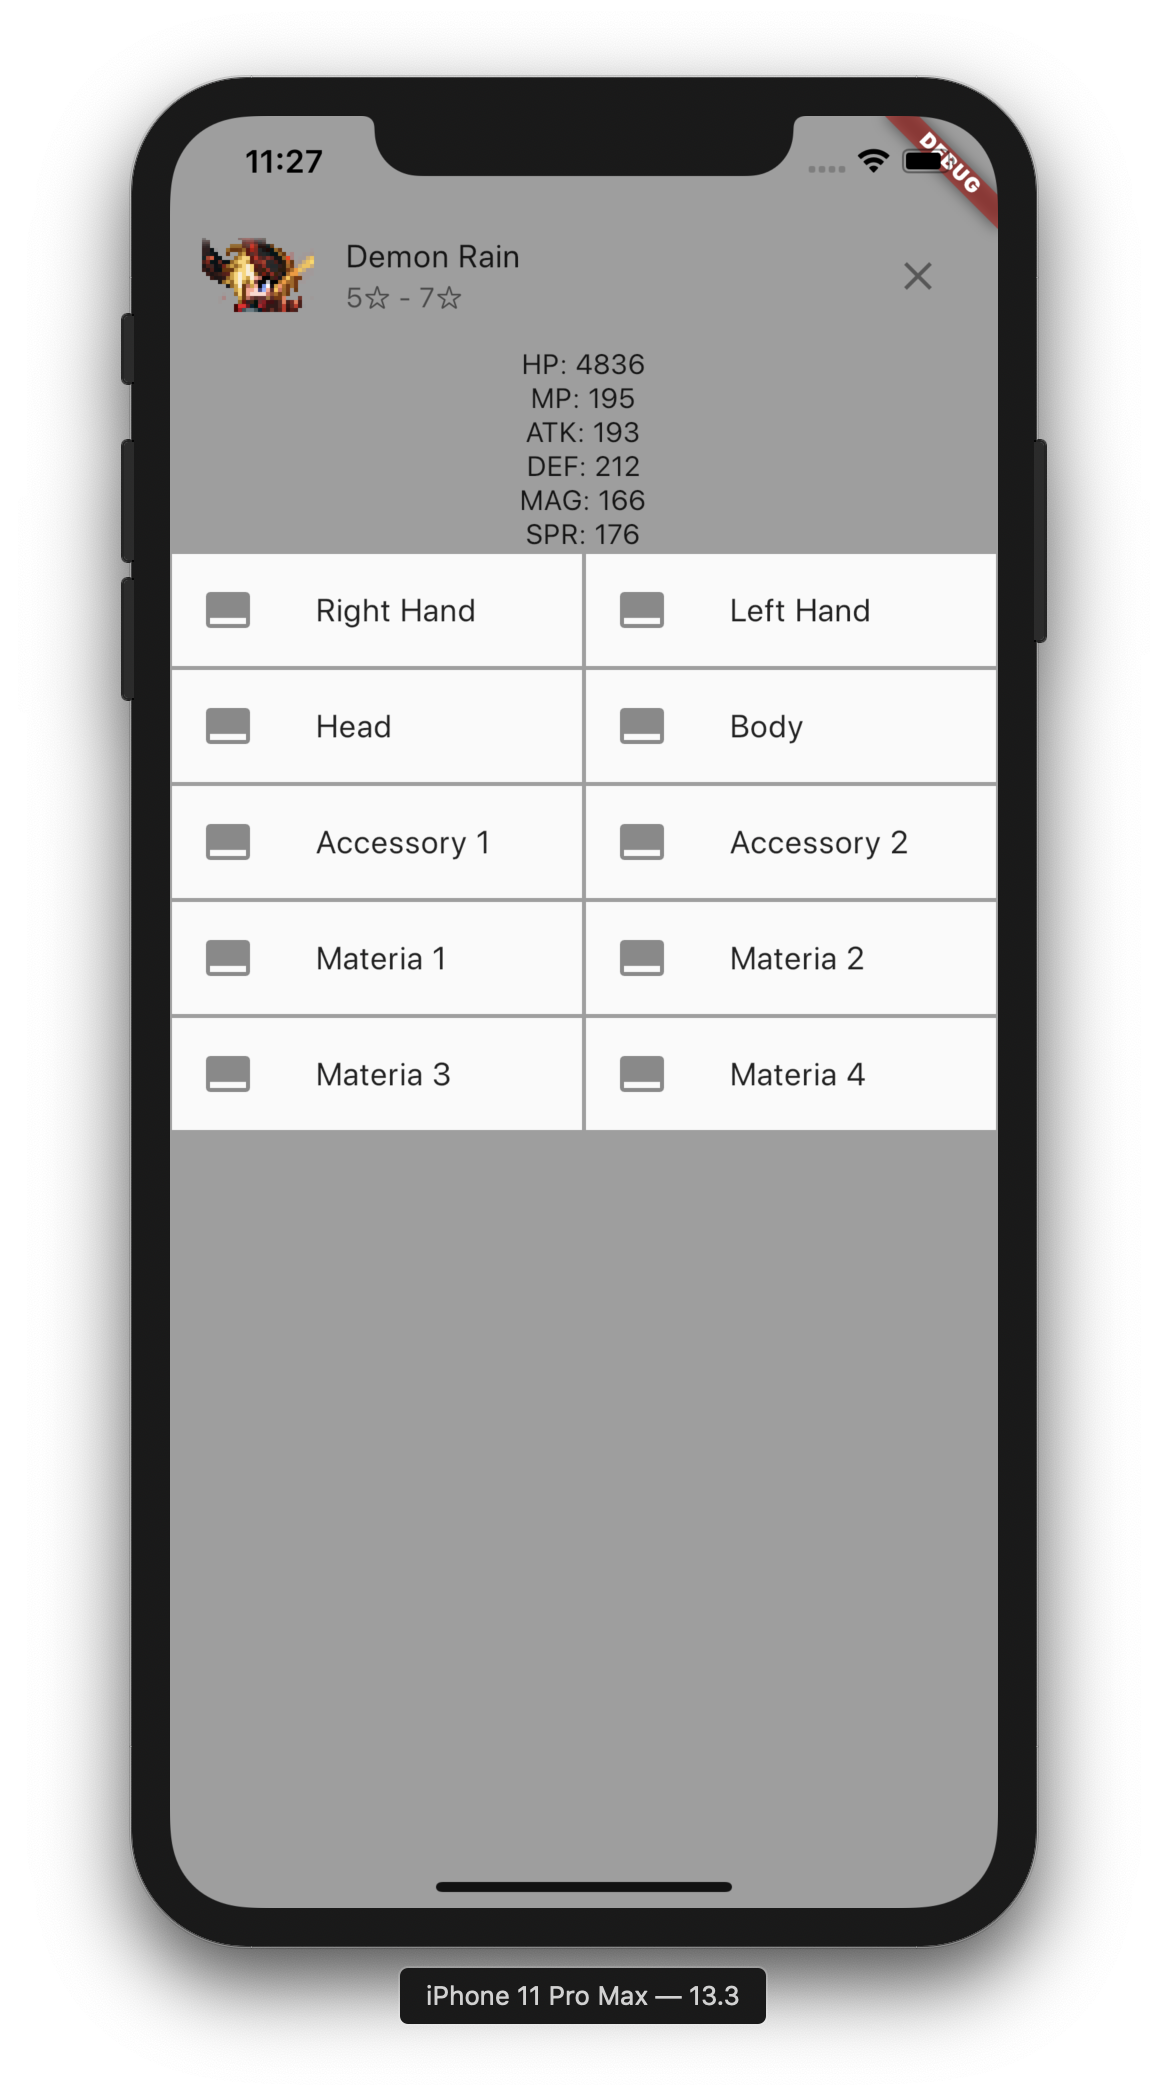 11:27
DEBUG
Demon Rain
5☆ - 7☆
HP: 4836
MP: 195
ATK: 193
DEF: 212
MAG: 166
SPR: 176
Right Hand
Left Hand
Head
Body
Accessory 1
Accessory 2
Materia 1
Materia 2
Materia 3
Materia 4
iPhone 11 Pro Max — 13.3